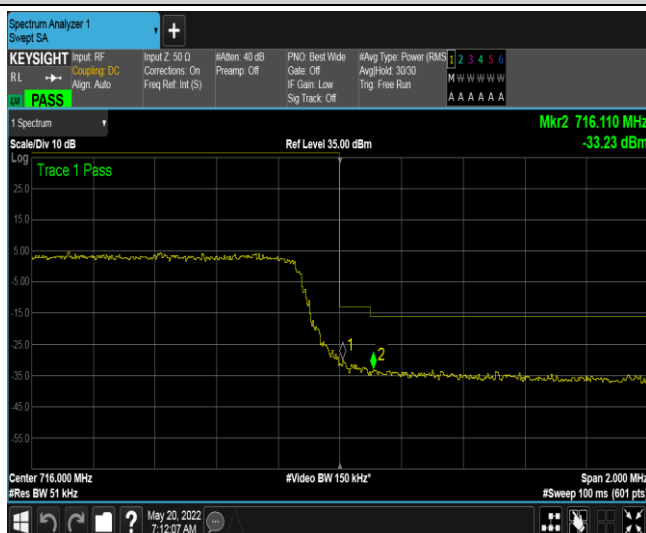 Spectrum Analyzer 1
Swept SA
+
KEYSIGHT
RL
PASS
Input: RF
Coupling: DC
Align: Auto
Input Z: 50 Ω
Corrections: On
Freq Ref: Int (S)
#Atten: 40 dB
Preamp: Off
PNO: Best Wide
Gate: Off
IF Gain: Low
Sig Track: Off
#Avg Type: Power (RMS
Avg|Hold: 30/30
Trig: Free Run
1 2 3 4 5 6
M W W W W W
A A A A A A
1 Spectrum
Mkr2 716.110 MHz
Scale/Div 10 dB
Ref Level 35.00 dBm
-33.23 dBm
Log
Trace 1 Pass
25.0
15.0
5.00
-5.00
-15.0
-25.0
-35.0
-45.0
-55.0
1
2
Center 716.000 MHz
#Video BW 150 kHz*
Span 2.000 MHz
#Res BW 51 kHz
#Sweep 100 ms (601 pts)
?
May 20, 2022
7:12:07 AM